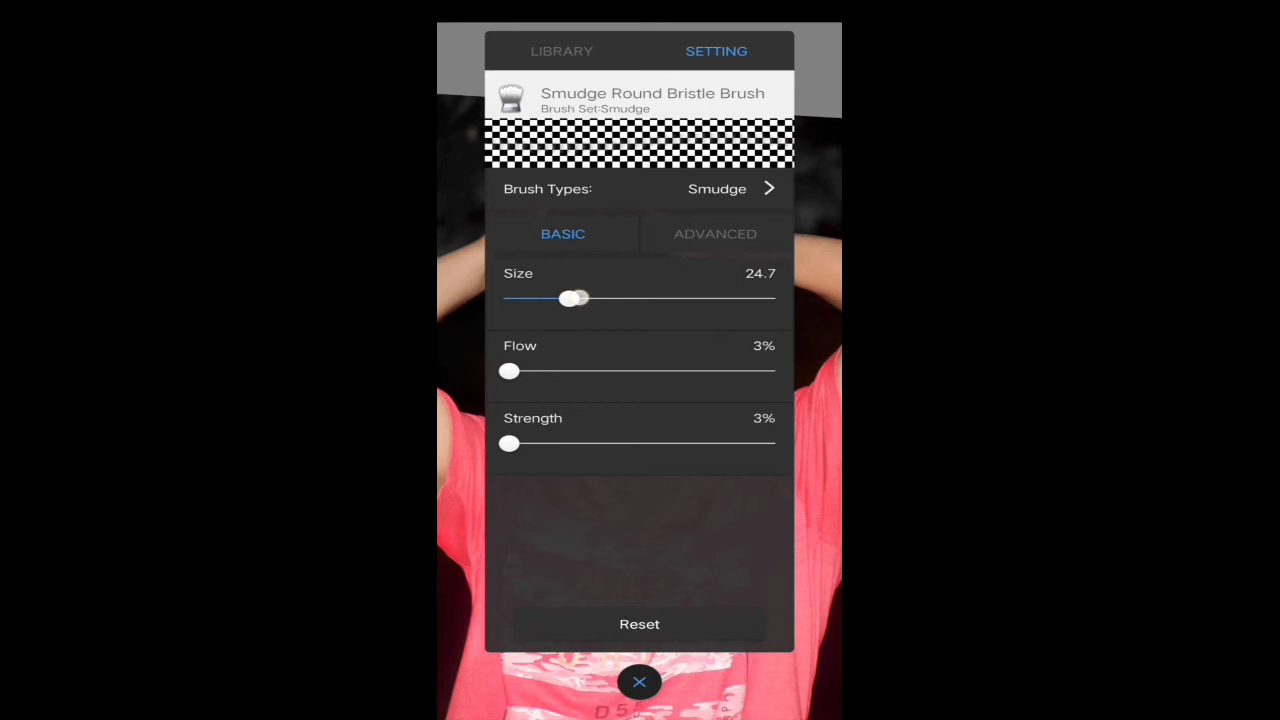 LIBRARY SETTING
Smudge Round Bristle Brush
Brush Set:Smudge
Brush Types: Smudge
BASIC ADVANCED
Size 24.7
Flow 3%
Strength 3%
Reset